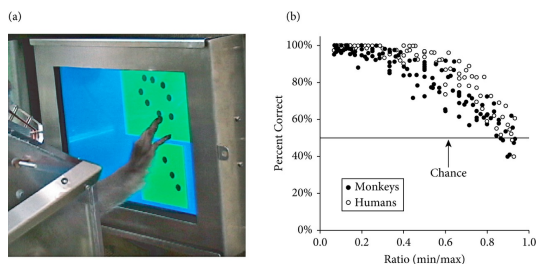 (a)
(b)
100%
80%
60%
40%
20%
0%
Percent Correct
Chance
Monkeys
Humans
0.0
0.2
0.4
0.6
0.8
1.0
Ratio (min/max)